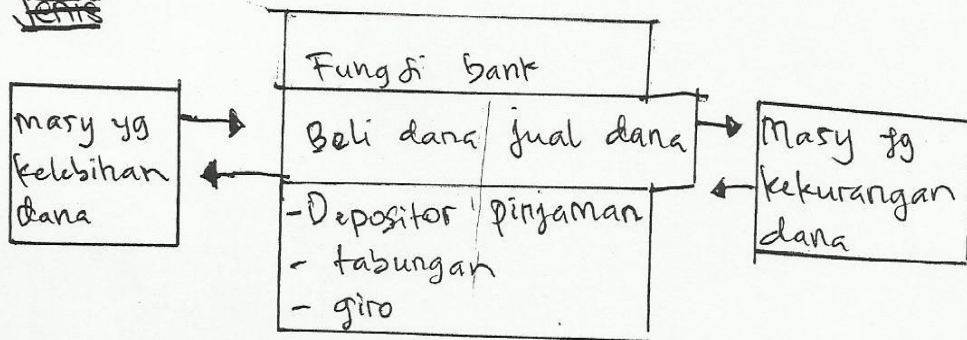 Jenis
Fungsi bank
masy yg
kelebihan
dana
Beli dana jual dana
- Depositor pinjaman
- tabungan
- giro
Masy yg
kekurangan
dana